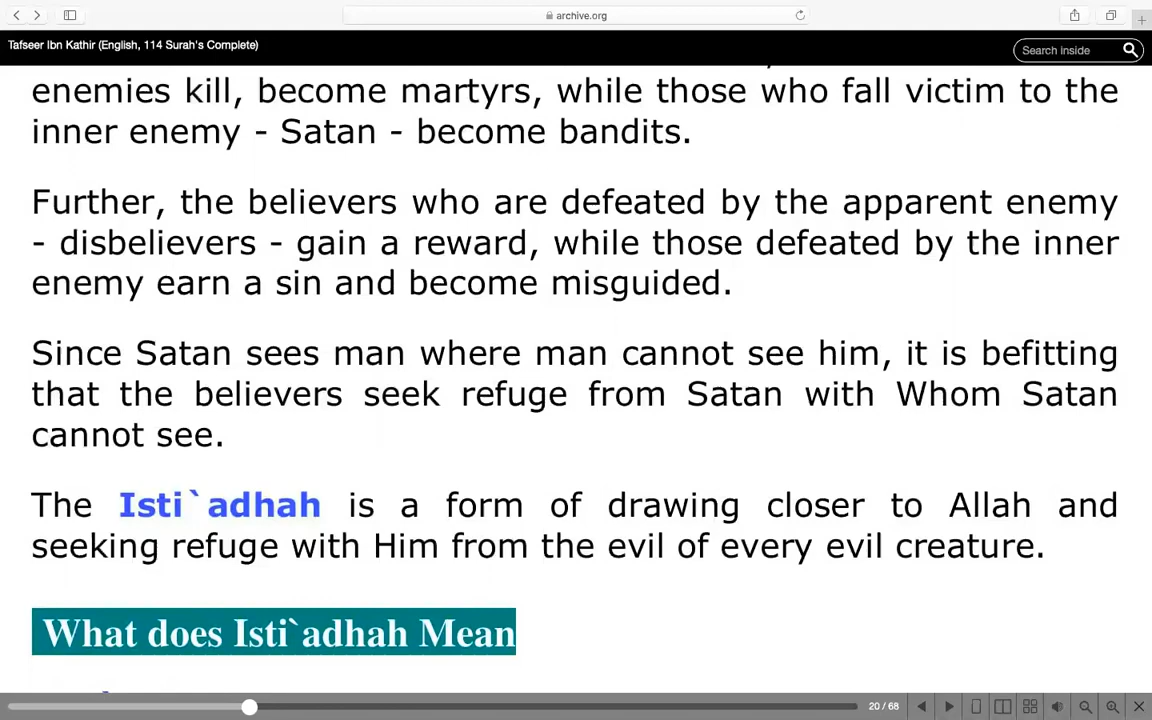 archive.org
Tafseer Ibn Kathir (English, 114 Surah's Complete)
Search inside
enemies kill, become martyrs, while those who fall victim to the
inner enemy - Satan - become bandits.
Further, the believers who are defeated by the apparent enemy
- disbelievers - gain a reward, while those defeated by the inner
enemy earn a sin and become misguided.
Since Satan sees man where man cannot see him, it is befitting
that the believers seek refuge from Satan with Whom Satan
cannot see.
The Isti`adhah is a form of drawing closer to Allah and
seeking refuge with Him from the evil of every evil creature.
What does Isti`adhah Mean
20 / 68